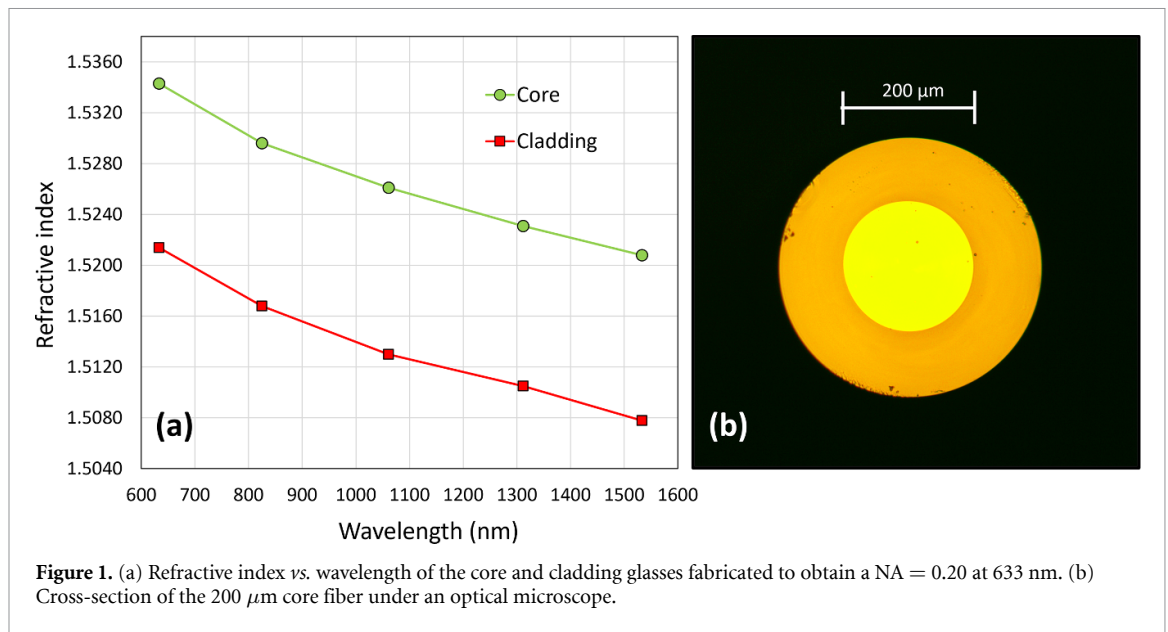 1.5360
1.5320
1.5280
1.5240
1.5200
1.5160
1.5120
1.5080
1.5040
Refractive index
Core
Cladding
(a)
600 700 800 900 1000 1100 1200 1300 1400 1500 1600
Wavelength (nm)
200 µm
(b)
Figure 1. (a) Refractive index vs. wavelength of the core and cladding glasses fabricated to obtain a NA = 0.20 at 633 nm. (b)
Cross-section of the 200 µm core fiber under an optical microscope.